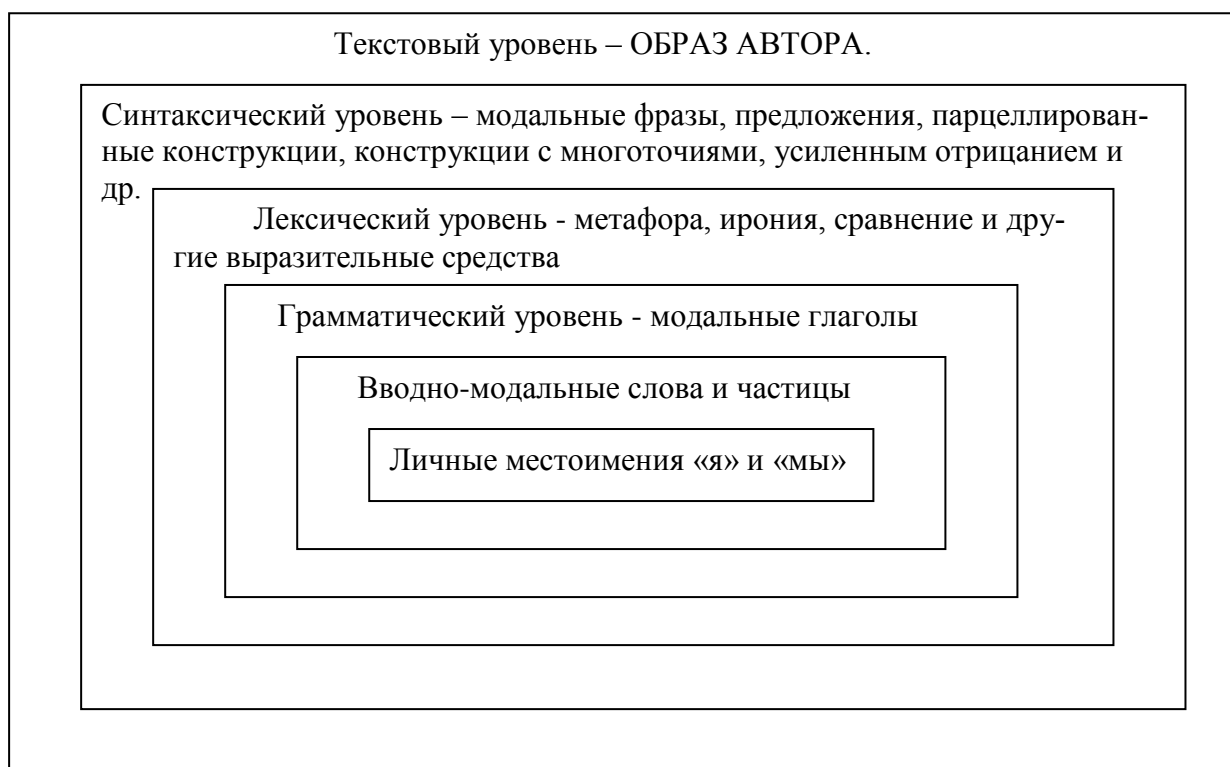 Текстовый уровень – ОБРАЗ АВТОРА.
Синтаксический уровень – модальные фразы, предложения, парцеллирован-
ные конструкции, конструкции с многоточиями, усиленным отрицанием и
др.
Лексический уровень - метафора, ирония, сравнение и дру-
гие выразительные средства
Грамматический уровень - модальные глаголы
Вводно-модальные слова и частицы
Личные местоимения «я» и «мы»